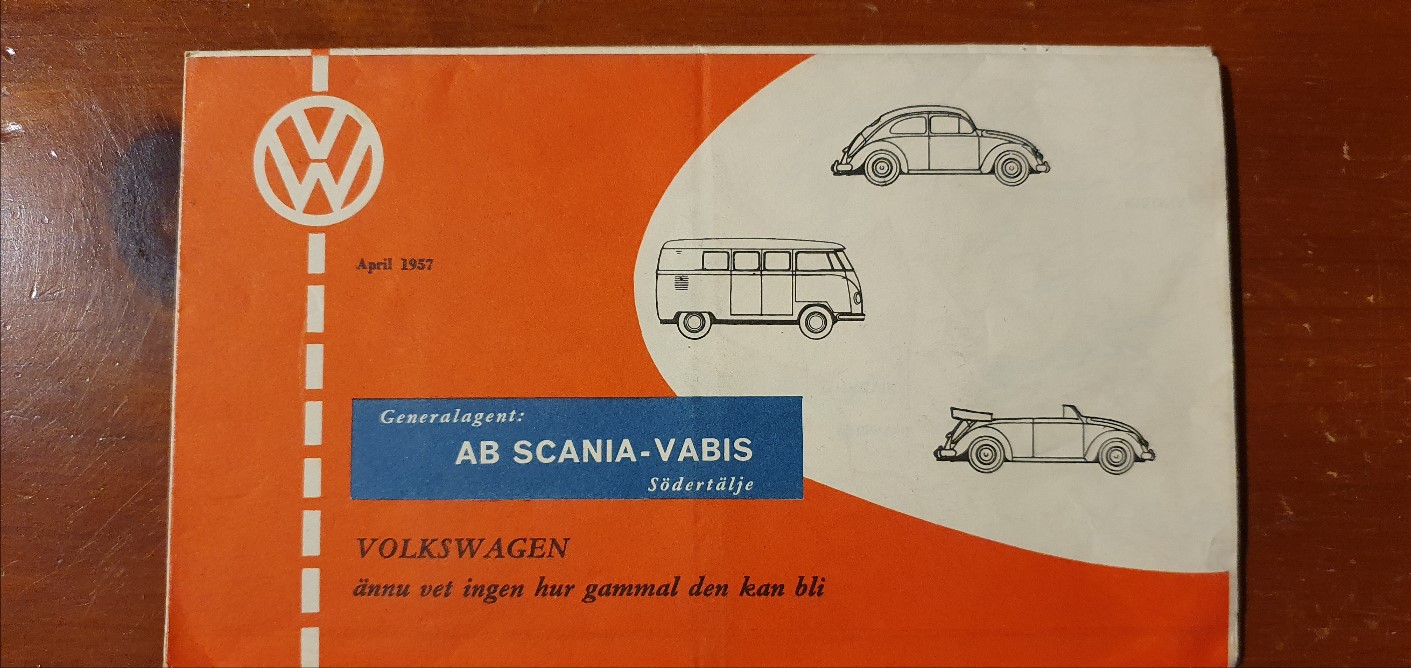 VW
April 1957
Generalagent:
AB SCANIA-VABIS
Södertälje
VOLKSWAGEN
ännu vet ingen hur gammal den kan bli